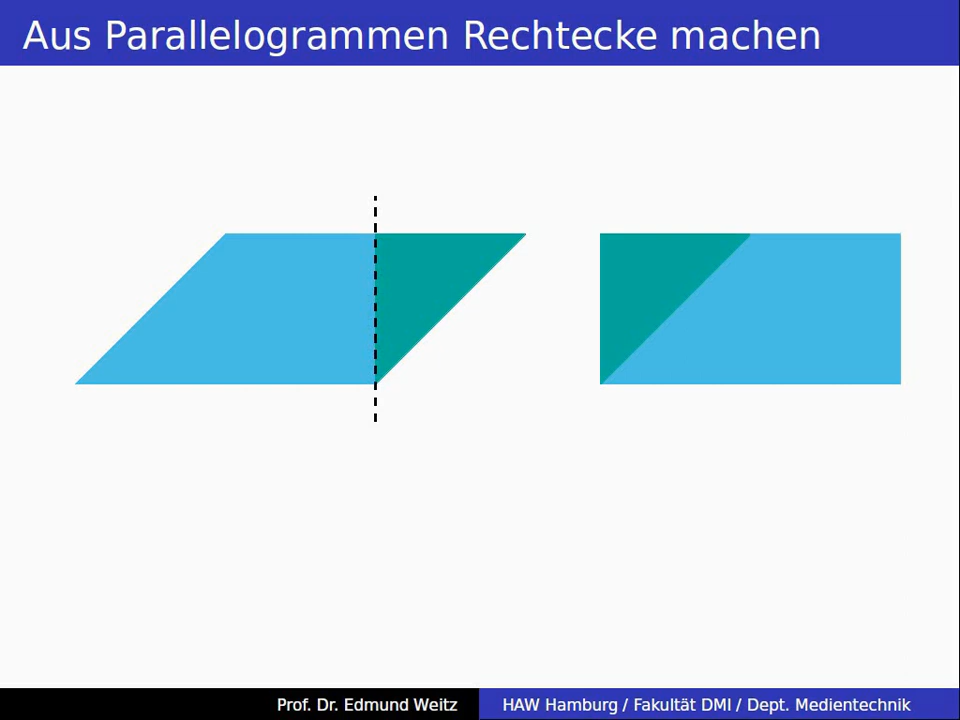 Aus Parallelogrammen Rechtecke machen
Prof. Dr. Edmund Weitz
HAW Hamburg / Fakultät DMI / Dept. Medientechnik